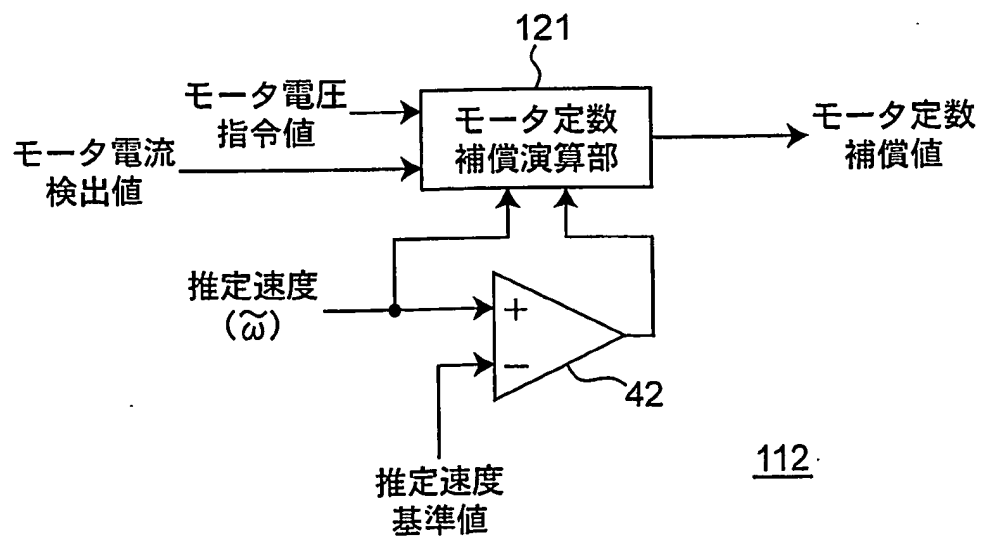 121
モータ電圧
指令値
モータ定数
補償演算部
モータ定数
補償値
モータ電流
検出値
推定速度
(ω̃)
+
−
42
推定速度
基準値
112